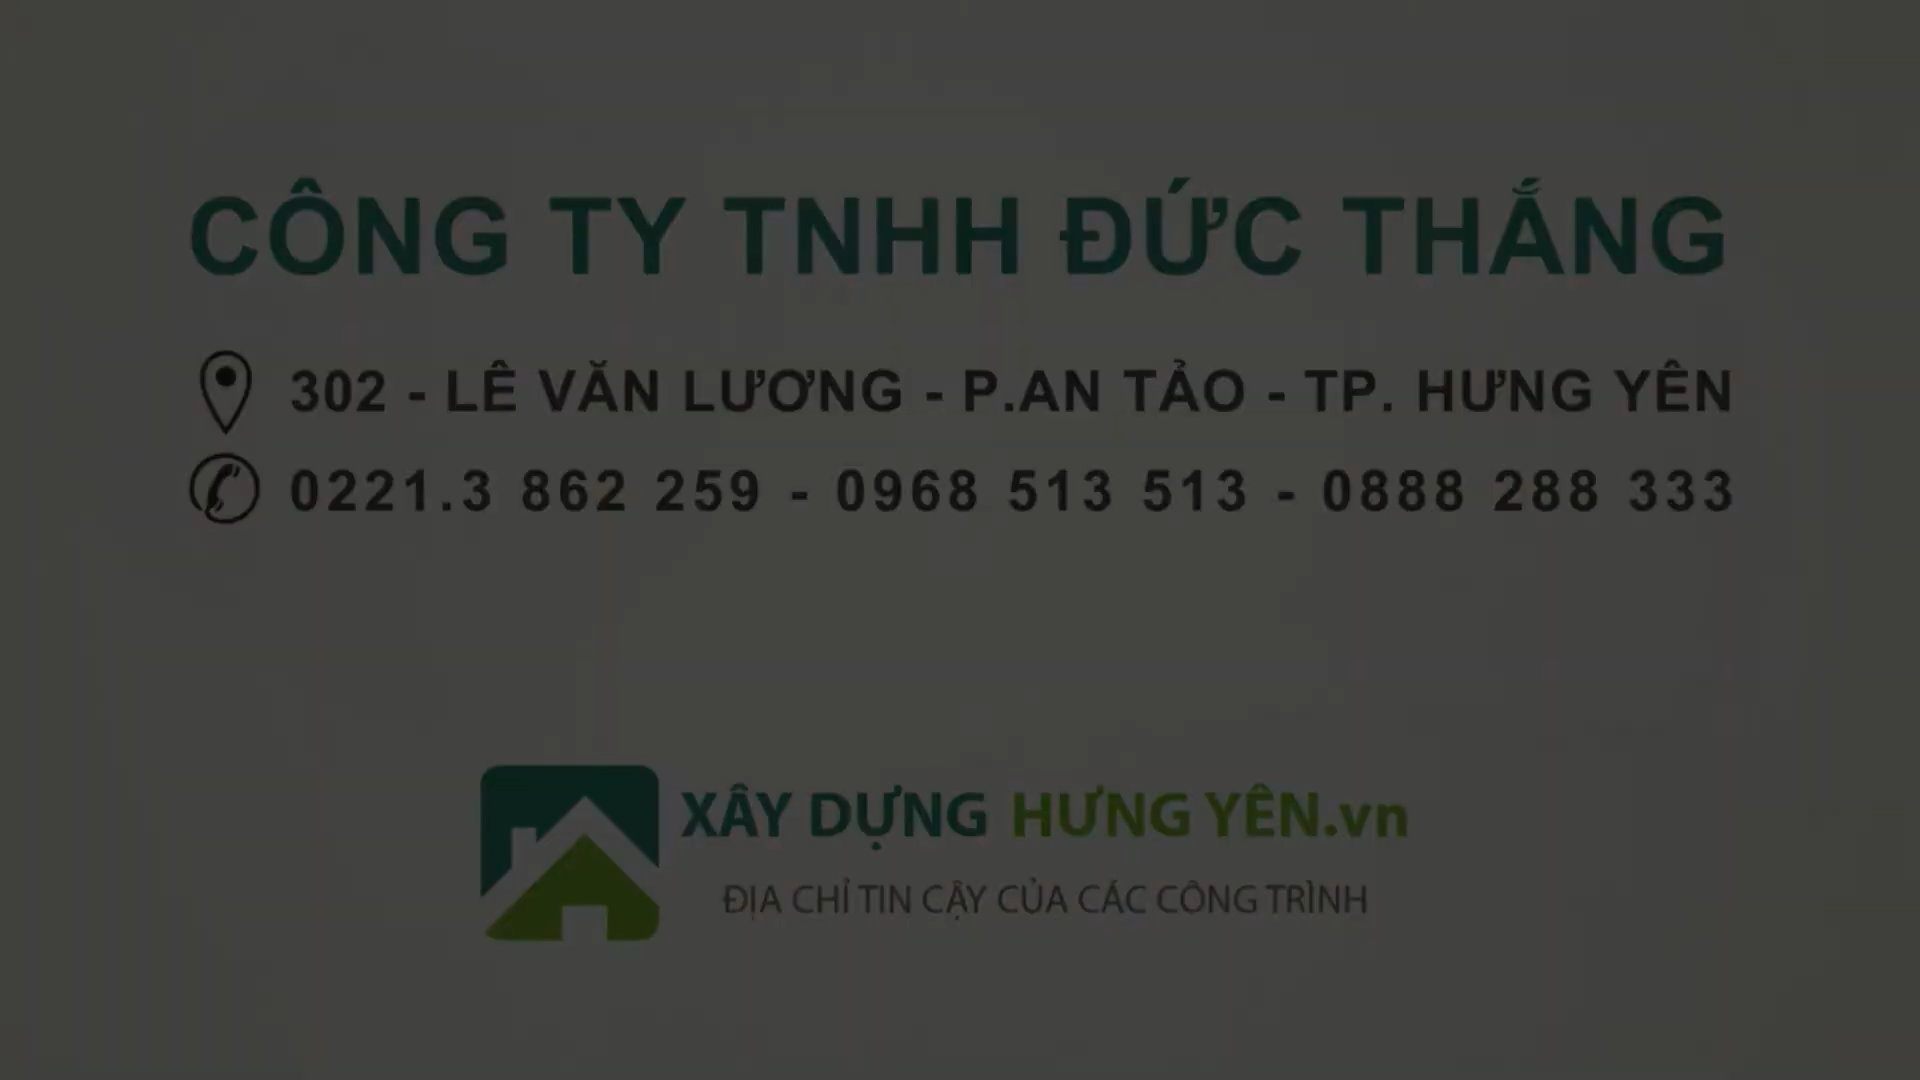 CÔNG TY TNHH ĐỨC THẮNG
302 - LÊ VĂN LƯƠNG - P.AN TẢO - TP. HƯNG YÊN
0221.3 862 259 - 0968 513 513 - 0888 288 333
XÂY DỰNG HƯNG YÊN.vn
ĐỊA CHỈ TIN CẬY CỦA CÁC CÔNG TRÌNH